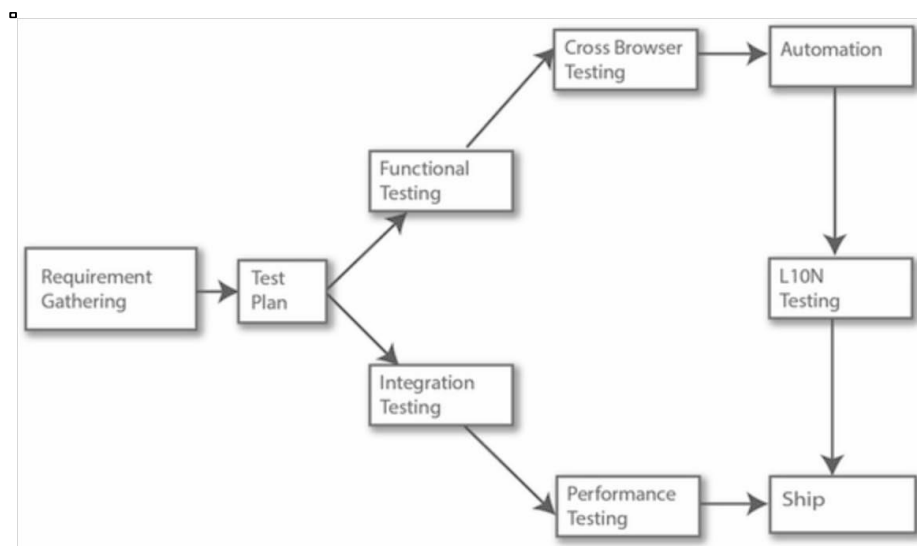 Requirement
Gathering
Test
Plan
Functional
Testing
Cross Browser
Testing
Automation
L10N
Testing
Integration
Testing
Performance
Testing
Ship